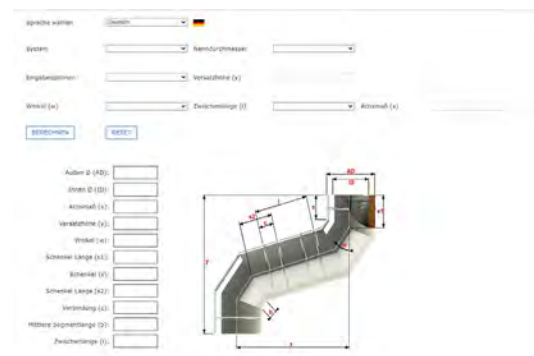 Sprache wählen
Deutsch
System
Nenndurchmesser
Eingabeoptionen
Versatzhöhe (v)
Winkel (w)
Zwischenlänge (l)
Achsmaß (x)
BERECHNEN
RESET
Außen Ø (AD):
Innen Ø (ID):
Achsmaß (x):
Versatzhöhe (v):
Winkel (w):
Schenkel Länge (s1):
Schenkel (s):
Schenkel Länge (s2):
Verbindung (c):
Mittlere Segmentlänge (b):
Zwischenlänge (l):
AD
ID